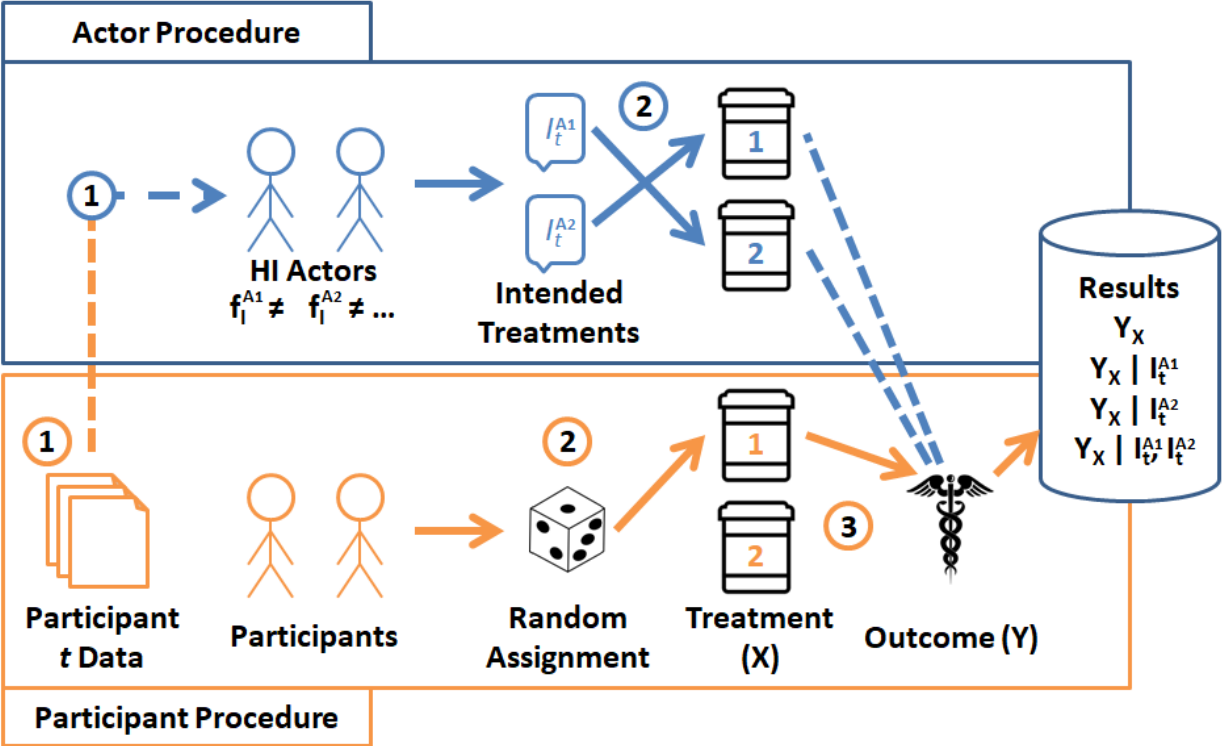 Actor Procedure
1
HI Actors
f_I^A1 ≠ f_I^A2 ≠ ...
I_t^A1
I_t^A2
Intended
Treatments
2
1
2
Results
Y_X
Y_X | I_t^A1
Y_X | I_t^A2
Y_X | I_t^A1, I_t^A2
1
Participant
t Data
Participants
2
Random
Assignment
1
2
Treatment
(X)
3
Outcome (Y)
Participant Procedure